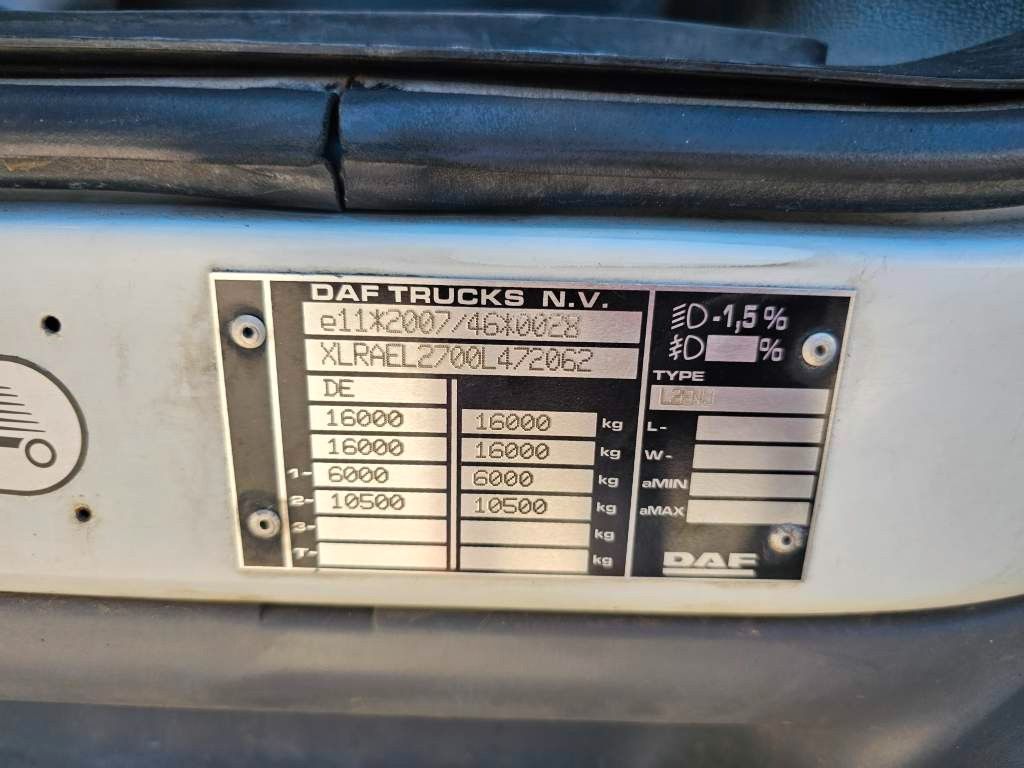 DAF TRUCKS N.V.
e11*2007/46*0028
XLRAEL2700L472062
DE
16000 16000 kg
16000 16000 kg
1- 6000 6000 kg
2- 10500 10500 kg
3- kg
T- kg
-1,5%
%
TYPE
L-
W-
aMIN
aMAX
DAF